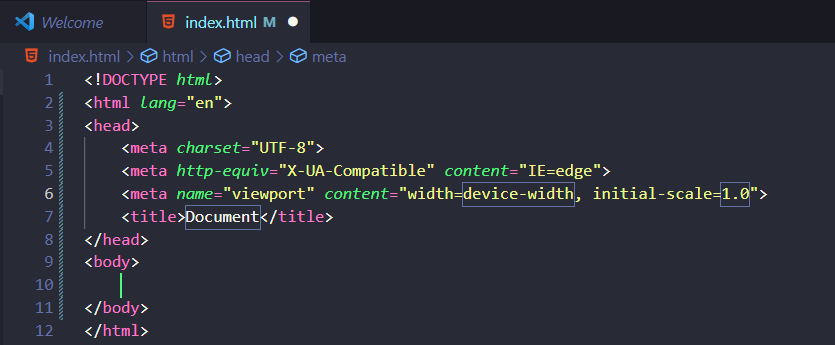 Welcome index.html M
index.html > html > head > meta
1 <!DOCTYPE html>
2 <html lang="en">
3 <head>
4     <meta charset="UTF-8">
5     <meta http-equiv="X-UA-Compatible" content="IE=edge">
6     <meta name="viewport" content="width=device-width, initial-scale=1.0">
7     <title>Document</title>
8 </head>
9 <body>
10
11 </body>
12 </html>